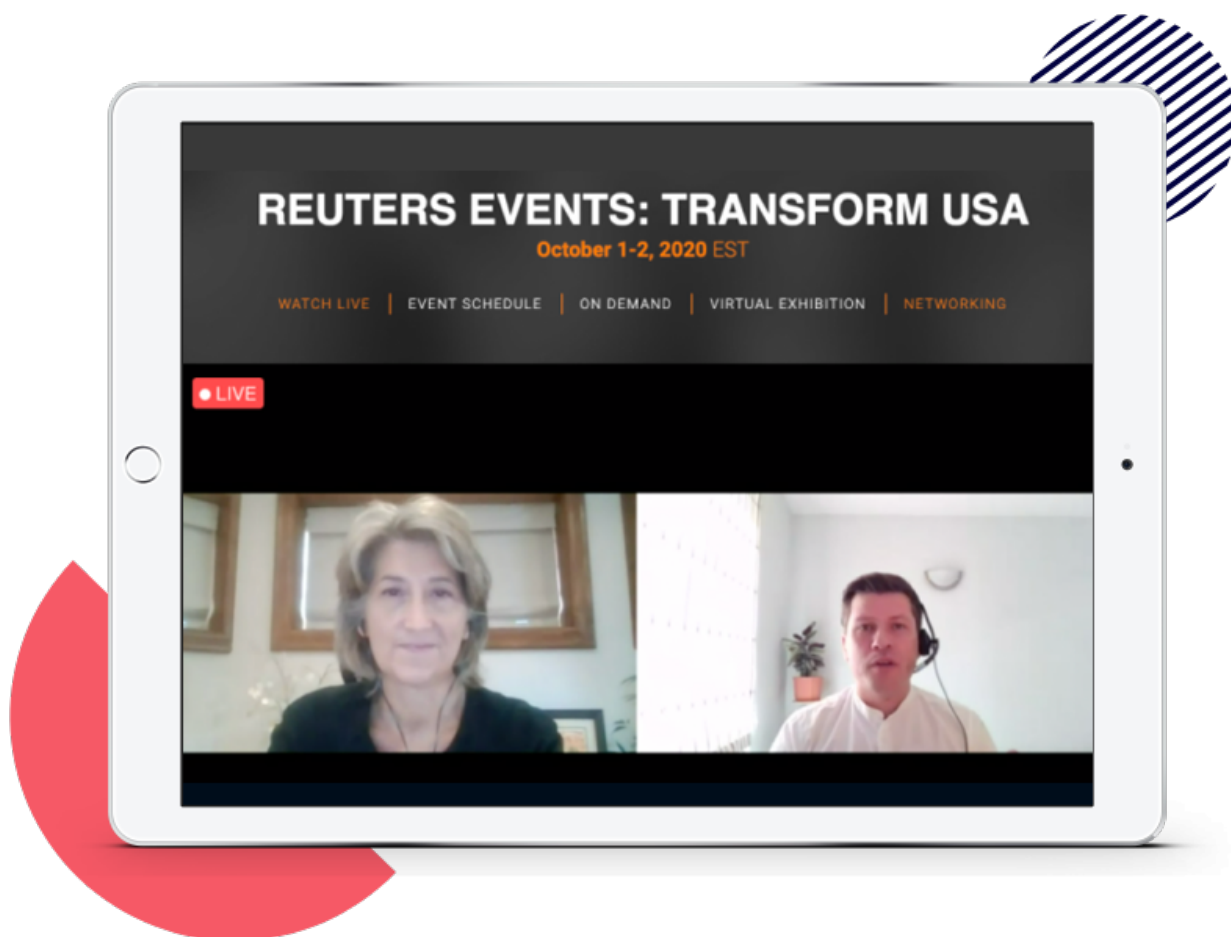 REUTERS EVENTS: TRANSFORM USA
October 1-2, 2020 EST
WATCH LIVE | EVENT SCHEDULE | ON DEMAND | VIRTUAL EXHIBITION | NETWORKING
LIVE